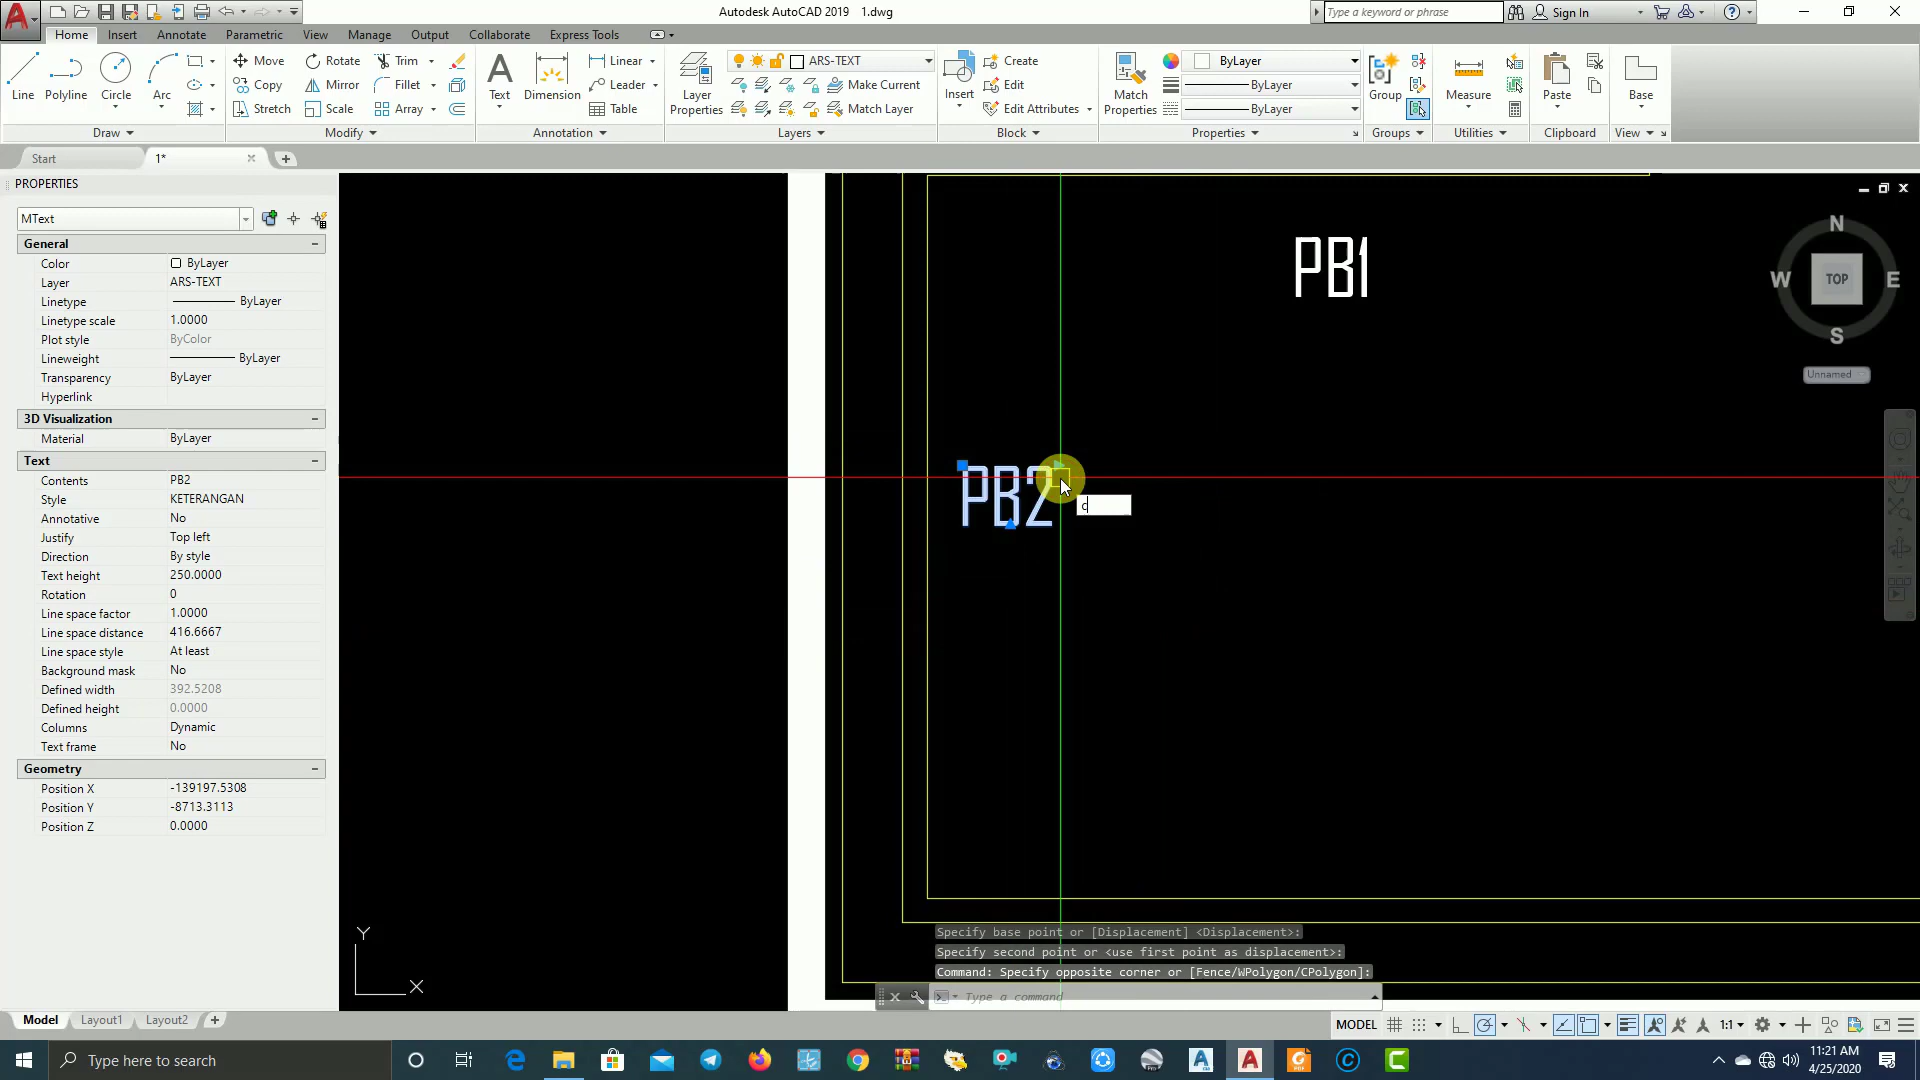 Autodesk AutoCAD 2019   1.dwg
Type a keyword or phrase
Sign In
Home Insert Annotate Parametric View Manage Output Collaborate Express Tools
Line Polyline Circle Arc
Move Rotate Trim
Copy Mirror Fillet
Stretch Scale Array
Text Dimension
Linear
Leader
Table
Layer Properties
ARS-TEXT
Make Current
Match Layer
Insert
Create
Edit
Edit Attributes
Match Properties
ByLayer
ByLayer
ByLayer
Group
Measure
Paste
Base
Draw Modify Annotation Layers Block Properties Groups Utilities Clipboard View
Start 1*
PROPERTIES
MText
General
Color ByLayer
Layer ARS-TEXT
Linetype ByLayer
Linetype scale 1.0000
Plot style ByColor
Lineweight ByLayer
Transparency ByLayer
Hyperlink
3D Visualization
Material ByLayer
Text
Contents PB2
Style KETERANGAN
Annotative No
Justify Top left
Direction By style
Text height 250.0000
Rotation 0
Line space factor 1.0000
Line space distance 416.6667
Line space style At least
Background mask No
Defined width 392.5208
Defined height 0.0000
Columns Dynamic
Text frame No
Geometry
Position X -139197.5308
Position Y -8713.3113
Position Z 0.0000
PB1
N
W TOP E
S
Unnamed
PB2
c
Y
X
Specify base point or [Displacement] <Displacement>:
Specify second point or <use first point as displacement>:
Command: Specify opposite corner or [Fence/WPolygon/CPolygon]:
Type a command
Model Layout1 Layout2
MODEL 1:1
Type here to search
11:21 AM
4/25/2020